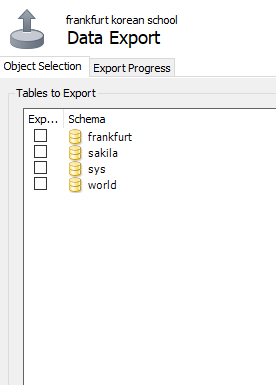 frankfurt korean school
Data Export
Object Selection Export Progress
Tables to Export
Exp... Schema
frankfurt
sakila
sys
world